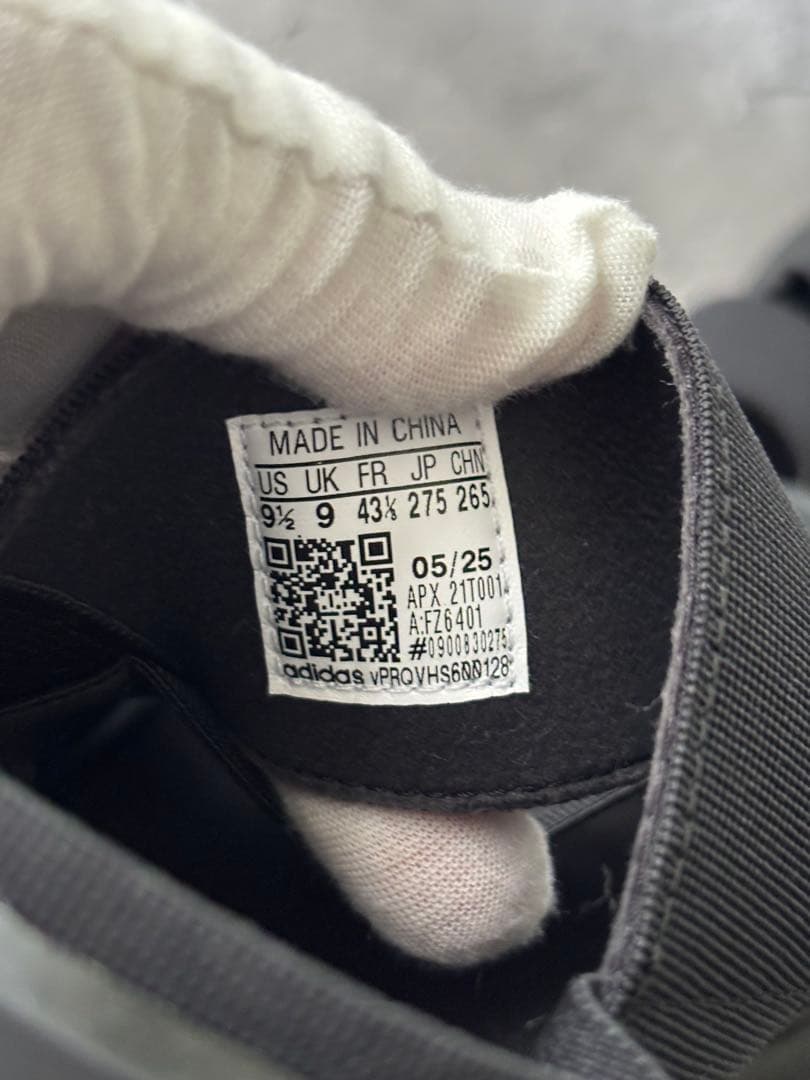 MADE IN CHINA
US UK FR JP CHN
9½ 9 43⅓ 275 265
05/25
APX 21T001
A:FZ6401
#0900830275
adidas vPRQVHS600128